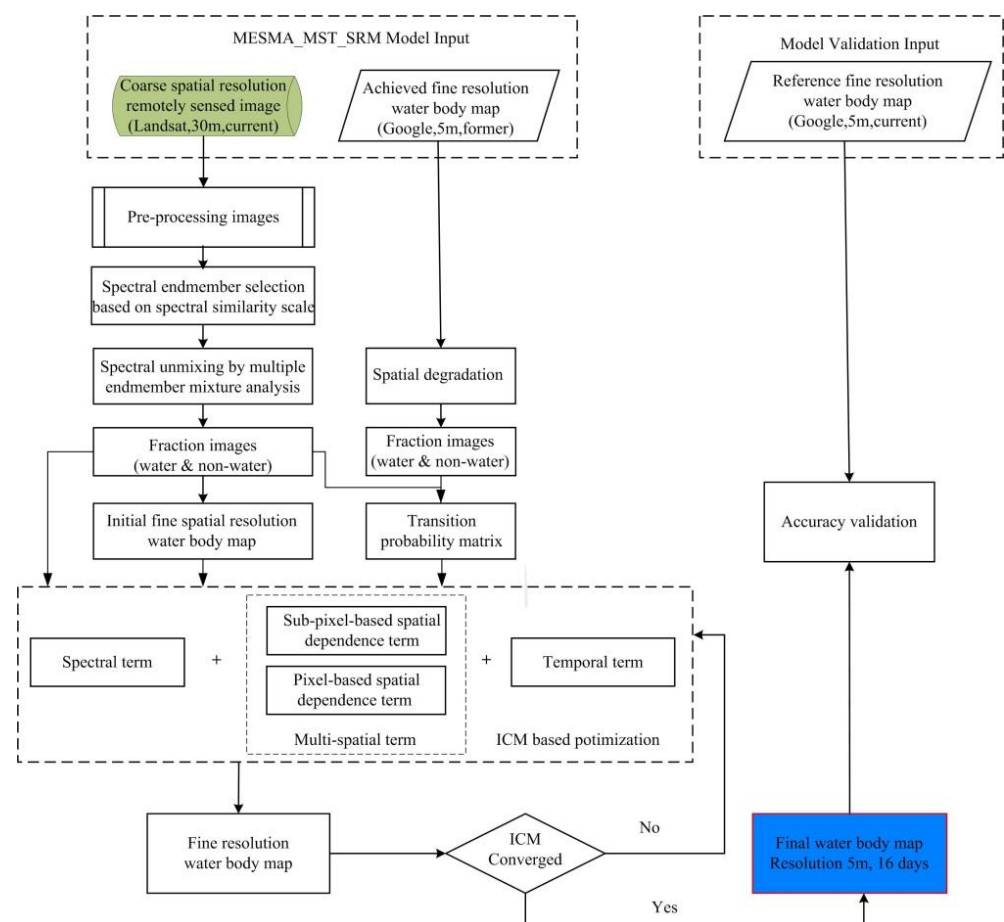 MESMA_MST_SRM Model Input
Coarse spatial resolution
remotely sensed image
(Landsat,30m,current)
Achieved fine resolution
water body map
(Google,5m,former)
Model Validation Input
Reference fine resolution
water body map
(Google,5m,current)
Pre-processing images
Spectral endmember selection
based on spectral similarity scale
Spectral unmixing by multiple
endmember mixture analysis
Spatial degradation
Fraction images
(water & non-water)
Fraction images
(water & non-water)
Initial fine spatial resolution
water body map
Transition
probability matrix
Accuracy validation
Spectral term
+
Sub-pixel-based spatial
dependence term
Pixel-based spatial
dependence term
Multi-spatial term
+
Temporal term
ICM based potimization
Fine resolution
water body map
ICM
Converged
No
Yes
Final water body map
Resolution 5m, 16 days